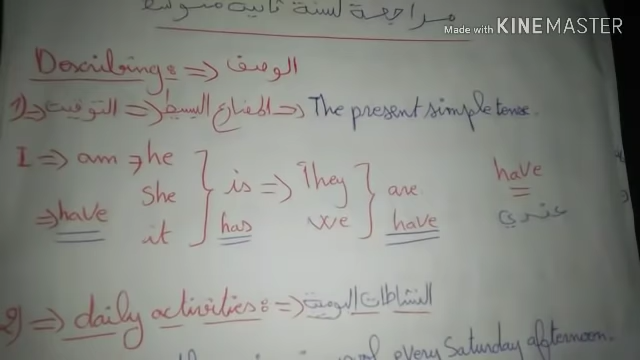 مراجعة لسنة ثانية متوسط
Made with KINEMASTER
Describing: => الوصف
1) => التوقيت => المضارع البسيط => The present simple tense.
I => am => he They have
she } is => } are
=> have it has we have عندي
2) => daily activities: => النشاطات اليومية
every Saturday afternoon.